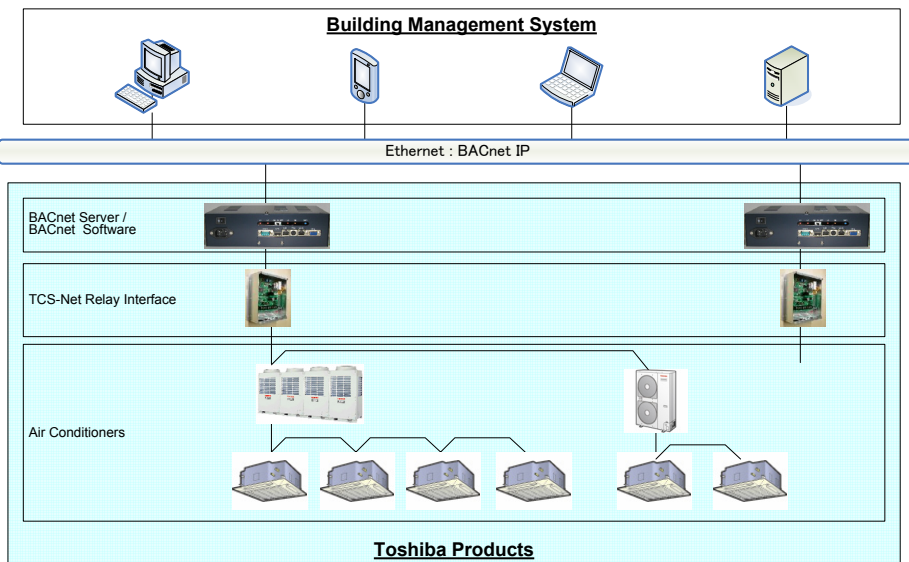 Building Management System
Ethernet : BACnet IP
BACnet Server /
BACnet  Software
TCS-Net Relay Interface
Air Conditioners
Toshiba Products